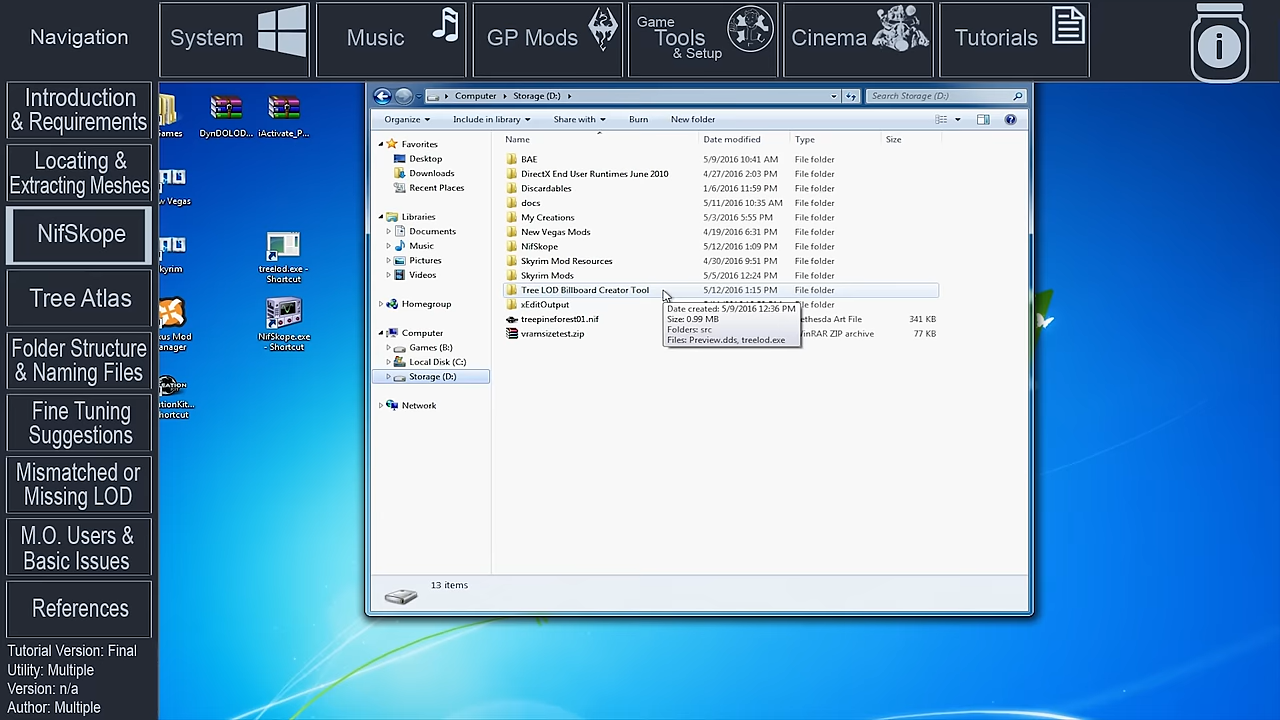 Navigation
System
Music
GP Mods
Game
Tools
& Setup
Cinema
Tutorials
i
Introduction
& Requirements
Locating &
Extracting Meshes
NifSkope
Tree Atlas
Folder Structure
& Naming Files
Fine Tuning
Suggestions
Mismatched or
Missing LOD
M.O. Users &
Basic Issues
References
Tutorial Version: Final
Utility: Multiple
Version: n/a
Author: Multiple
DynDOLOD...
iActivate_P...
treelod.exe -
Shortcut
NifSkope.exe
- Shortcut
Computer
Storage (D:)
Search Storage (D:)
Organize
Include in library
Share with
Burn
New folder
Favorites
Desktop
Downloads
Recent Places
Libraries
Documents
Music
Pictures
Videos
Homegroup
Computer
Games (B:)
Local Disk (C:)
Storage (D:)
Network
Name
Date modified
Type
Size
BAE 5/9/2016 10:41 AM File folder
DirectX End User Runtimes June 2010 4/27/2016 2:03 PM File folder
Discardables 1/6/2016 11:59 PM File folder
docs 5/11/2016 10:35 AM File folder
My Creations 5/3/2016 5:55 PM File folder
New Vegas Mods 4/19/2016 6:31 PM File folder
NifSkope 5/12/2016 1:09 PM File folder
Skyrim Mod Resources 4/30/2016 9:51 PM File folder
Skyrim Mods 5/5/2016 12:24 PM File folder
Tree LOD Billboard Creator Tool 5/12/2016 1:15 PM File folder
xEditOutput File folder
treepineforest01.nif 341 KB
vramsizetest.zip WinRAR ZIP archive 77 KB
Date created: 5/9/2016 12:36 PM
Size: 0.99 MB
Folders: src
Files: Preview.dds, treelod.exe
13 items